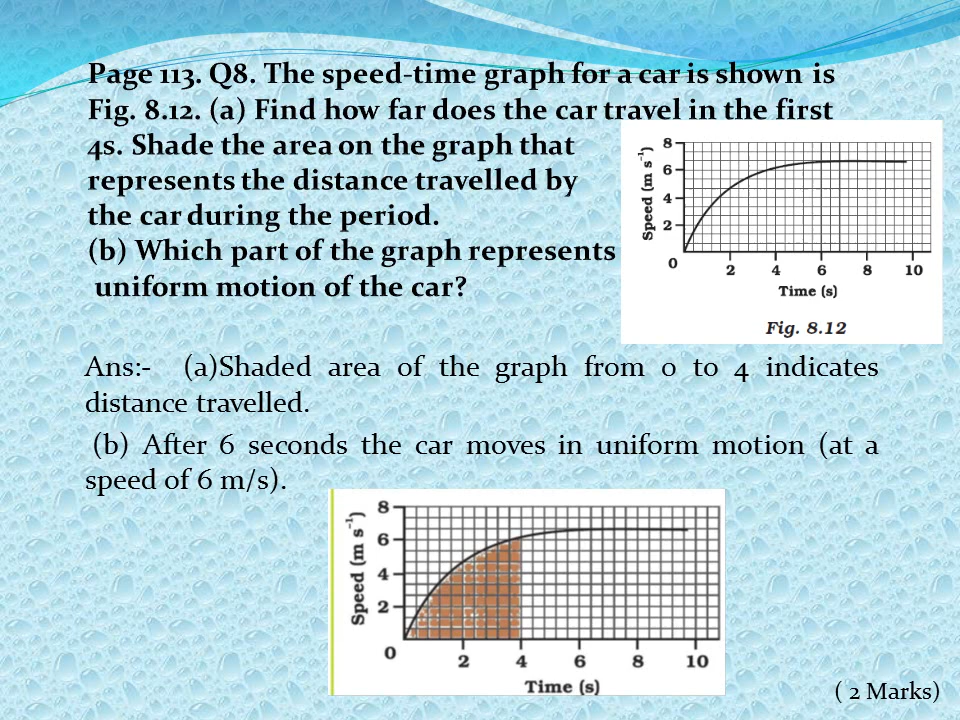 Page 113. Q8. The speed-time graph for a car is shown is
Fig. 8.12. (a) Find how far does the car travel in the first
4s. Shade the area on the graph that
represents the distance travelled by
the car during the period.
(b) Which part of the graph represents
uniform motion of the car?
8
6
4
2
0
Speed (m s⁻¹)
2 4 6 8 10
Time (s)
Fig. 8.12
Ans:- (a)Shaded area of the graph from 0 to 4 indicates
distance travelled.
(b) After 6 seconds the car moves in uniform motion (at a
speed of 6 m/s).
8
6
4
2
0
Speed (m s⁻¹)
2 4 6 8 10
Time (s)
( 2 Marks)